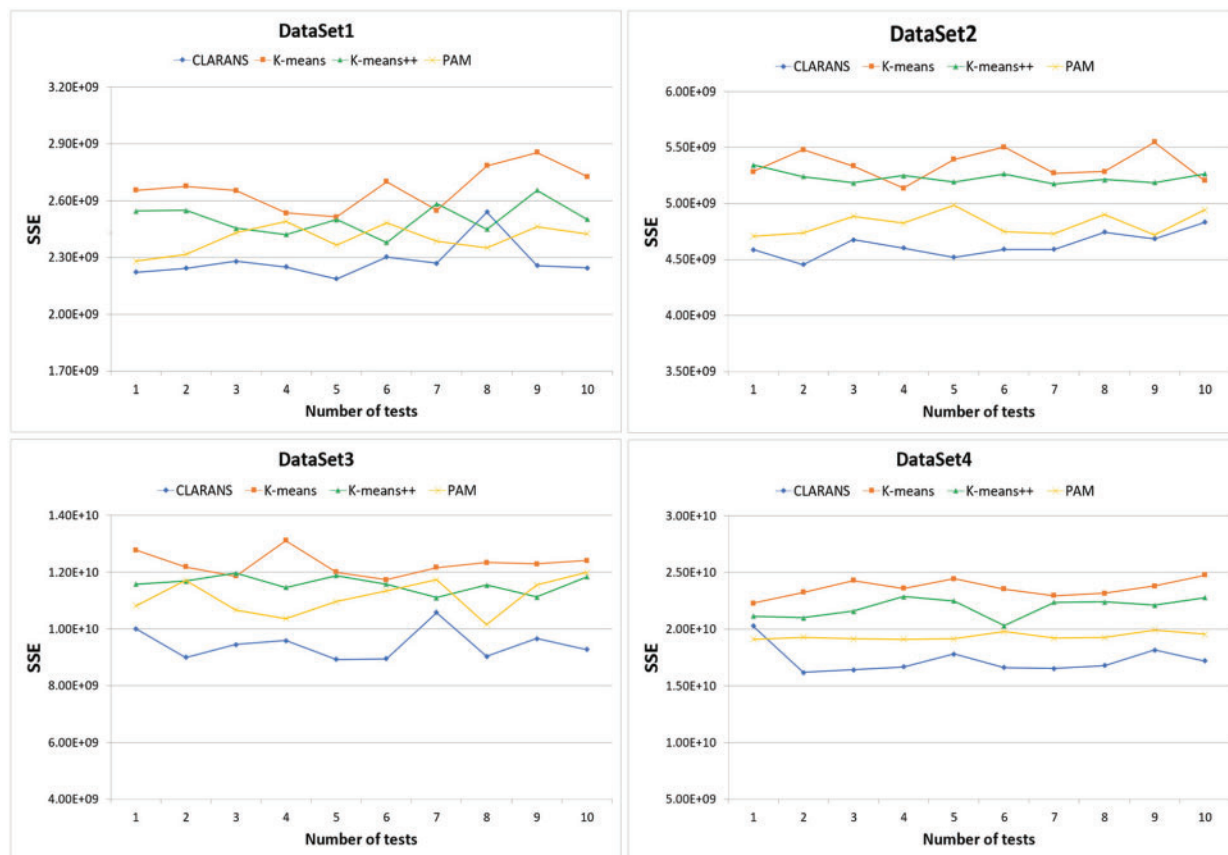 DataSet1
CLARANS K-means K-means++ PAM
3.20E+09
2.90E+09
2.60E+09
2.30E+09
2.00E+09
1.70E+09
SSE
1 2 3 4 5 6 7 8 9 10
Number of tests
DataSet2
CLARANS K-means K-means++ PAM
6.00E+09
5.50E+09
5.00E+09
4.50E+09
4.00E+09
3.50E+09
SSE
1 2 3 4 5 6 7 8 9 10
Number of tests
DataSet3
CLARANS K-means K-means++ PAM
1.40E+10
1.20E+10
1.00E+10
8.00E+09
6.00E+09
4.00E+09
SSE
1 2 3 4 5 6 7 8 9 10
Number of tests
DataSet4
CLARANS K-means K-means++ PAM
3.00E+10
2.50E+10
2.00E+10
1.50E+10
1.00E+10
5.00E+09
SSE
1 2 3 4 5 6 7 8 9 10
Number of tests